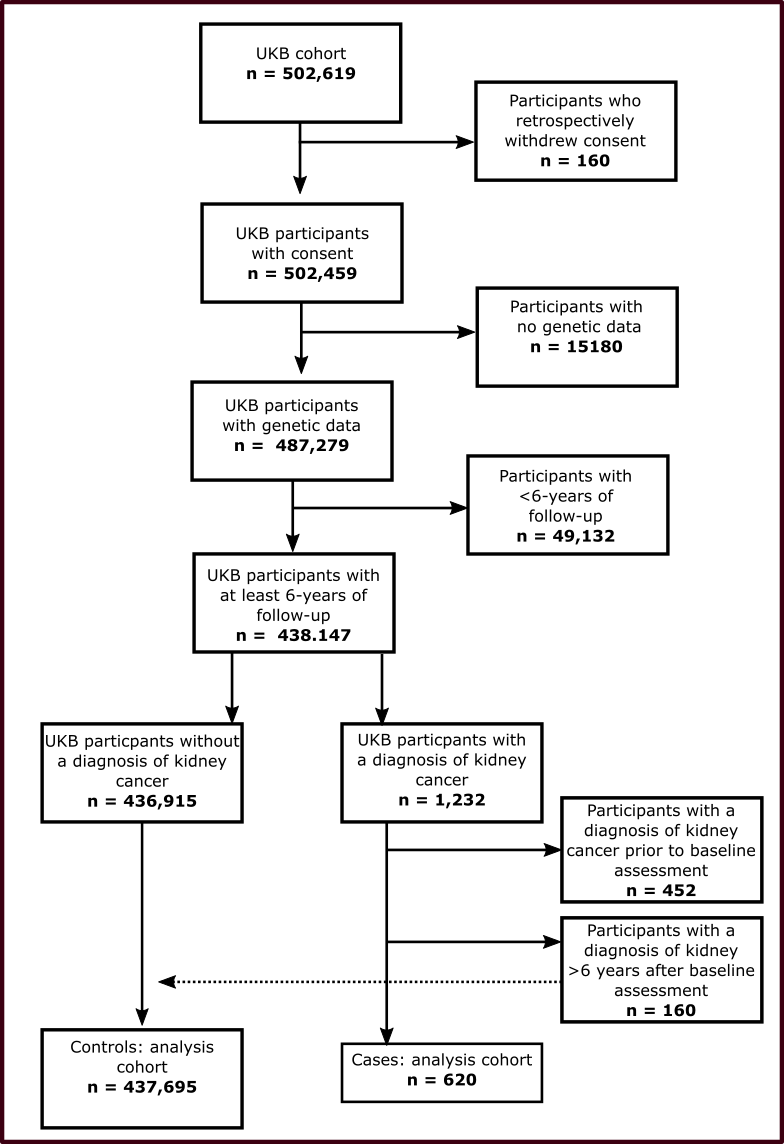 UKB cohort
n = 502,619
Participants who
retrospectively
withdrew consent
n = 160
UKB participants
with consent
n = 502,459
Participants with
no genetic data
n = 15180
UKB participants
with genetic data
n = 487,279
Participants with
<6-years of
follow-up
n = 49,132
UKB participants with
at least 6-years of
follow-up
n = 438.147
UKB particpants without
a diagnosis of kidney
cancer
n = 436,915
UKB particpants with
a diagnosis of kidney
cancer
n = 1,232
Participants with a
diagnosis of kidney
cancer prior to baseline
assessment
n = 452
Participants with a
diagnosis of kidney
>6 years after baseline
assessment
n = 160
Controls: analysis
cohort
n = 437,695
Cases: analysis cohort
n = 620